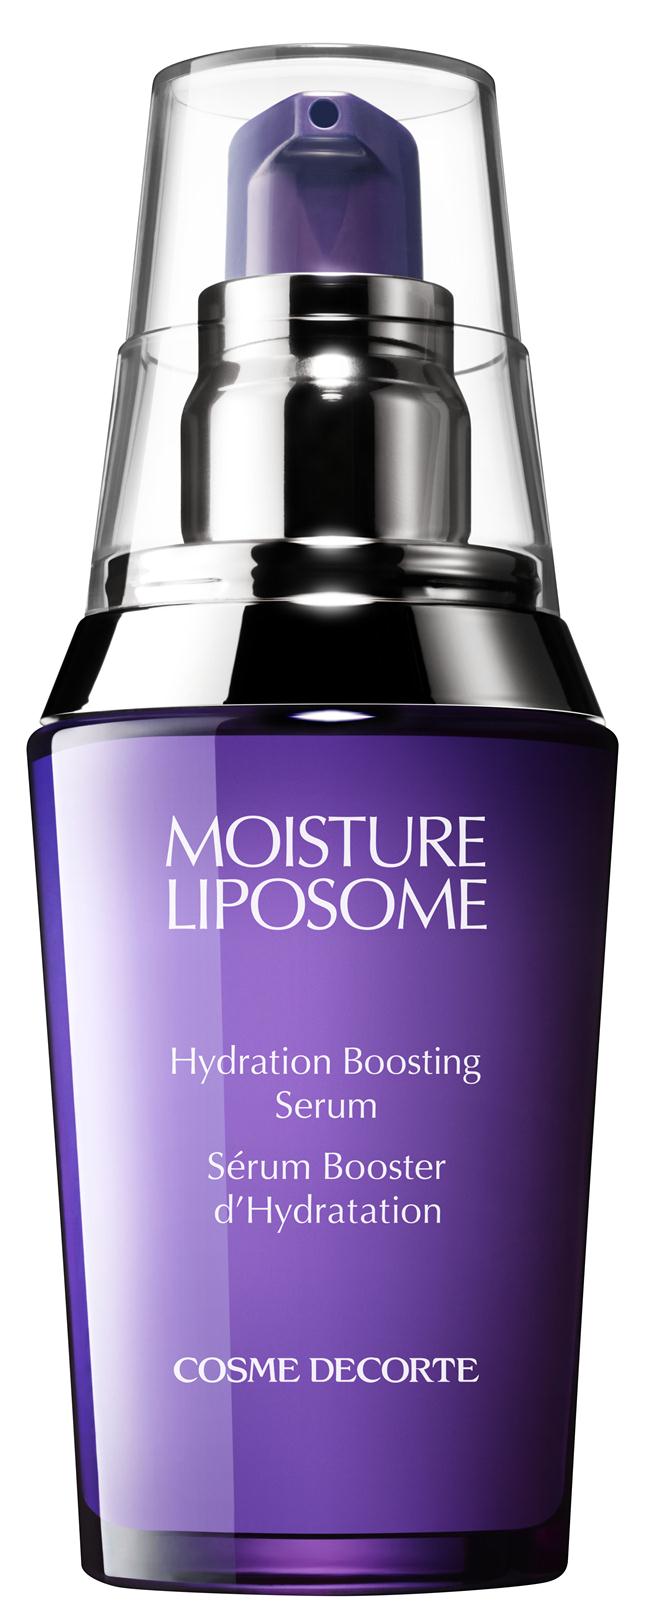 MOISTURE
LIPOSOME
Hydration Boosting
Serum
Sérum Booster
d'Hydratation
COSME DECORTE